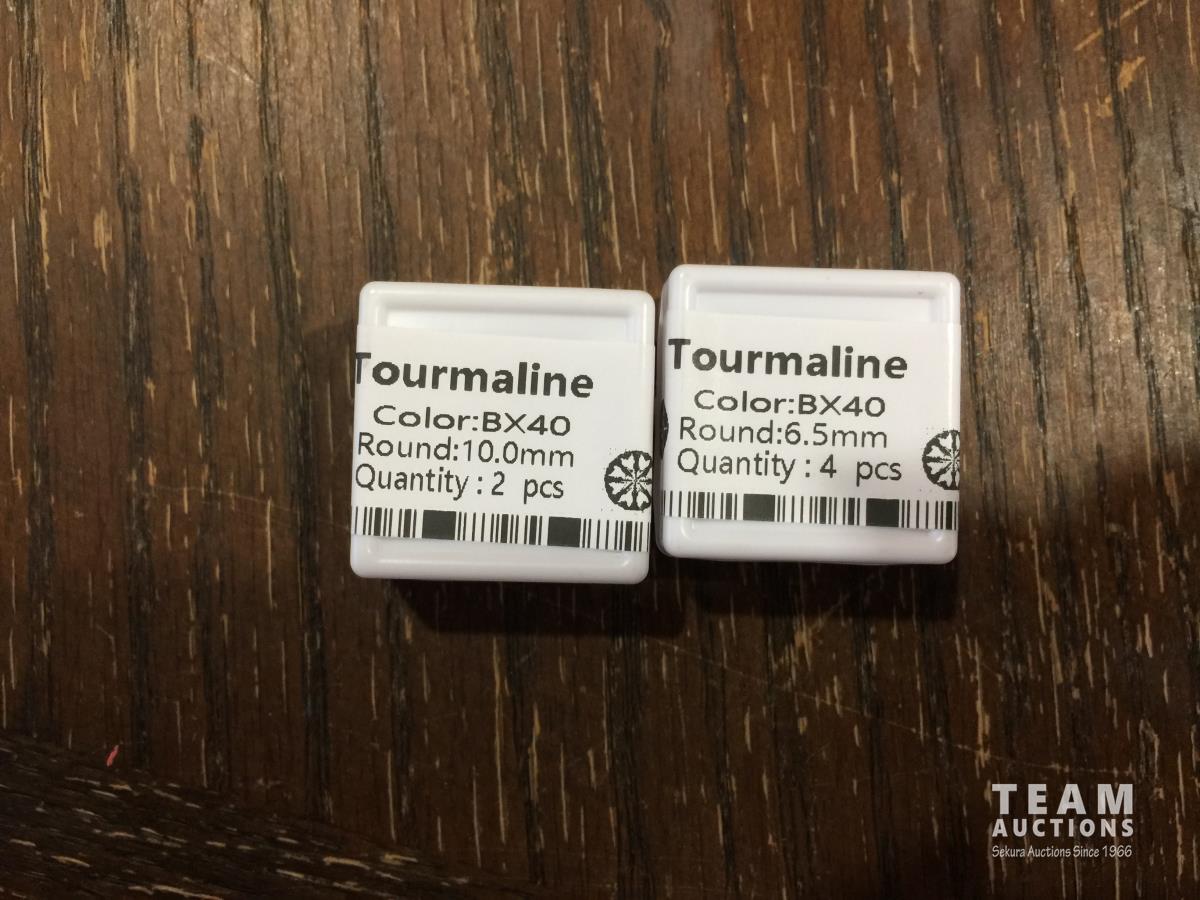 Tourmaline
Color:BX40
Round:10.0mm
Quantity : 2 pcs
Tourmaline
Color:BX40
Round:6.5mm
Quantity : 4 pcs
TEAM
AUCTIONS
Sekura Auctions Since 1966